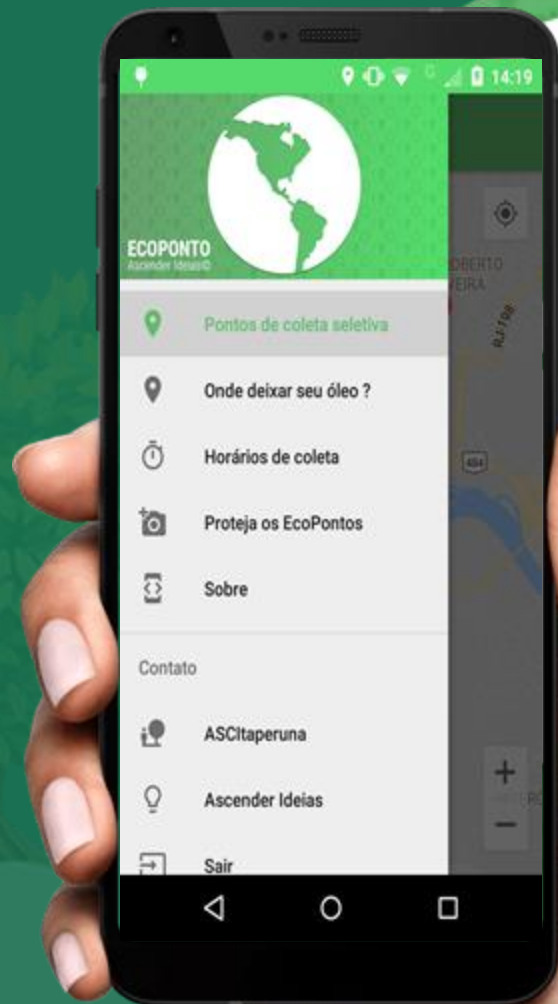 14:19
ECOPONTO
Ascender Ideias©
Pontos de coleta seletiva
Onde deixar seu óleo ?
Horários de coleta
Proteja os EcoPontos
Sobre
Contato
ASCItaperuna
Ascender Ideias
Sair
RJ-198
484